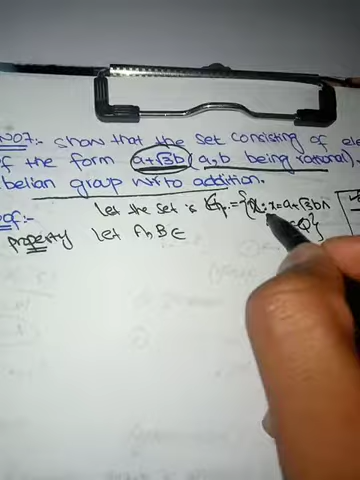 NO7:- show that the set consisting of ele
of the form a+√3b (a, b being rational),
belian group w.r.to addition.
of:-
Let the set is G = {x: x=a+√3b ∧
∈Q}
property Let A, B ∈